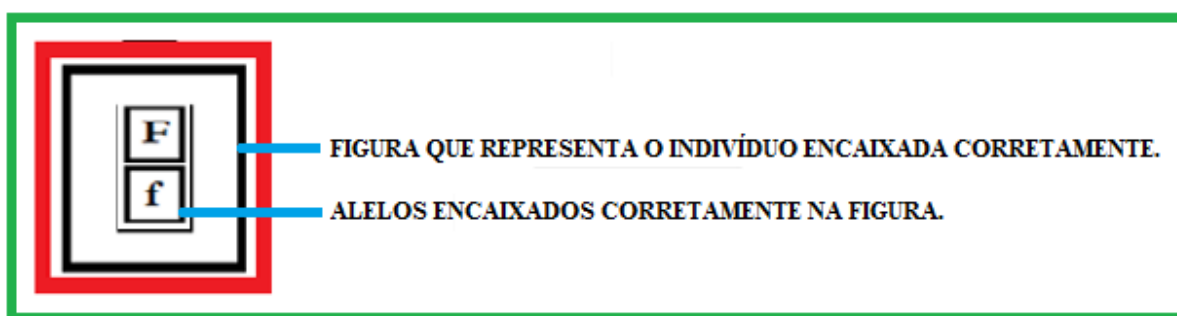 F
FIGURA QUE REPRESENTA O INDIVÍDUO ENCAIXADA CORRETAMENTE.
f
ALELOS ENCAIXADOS CORRETAMENTE NA FIGURA.